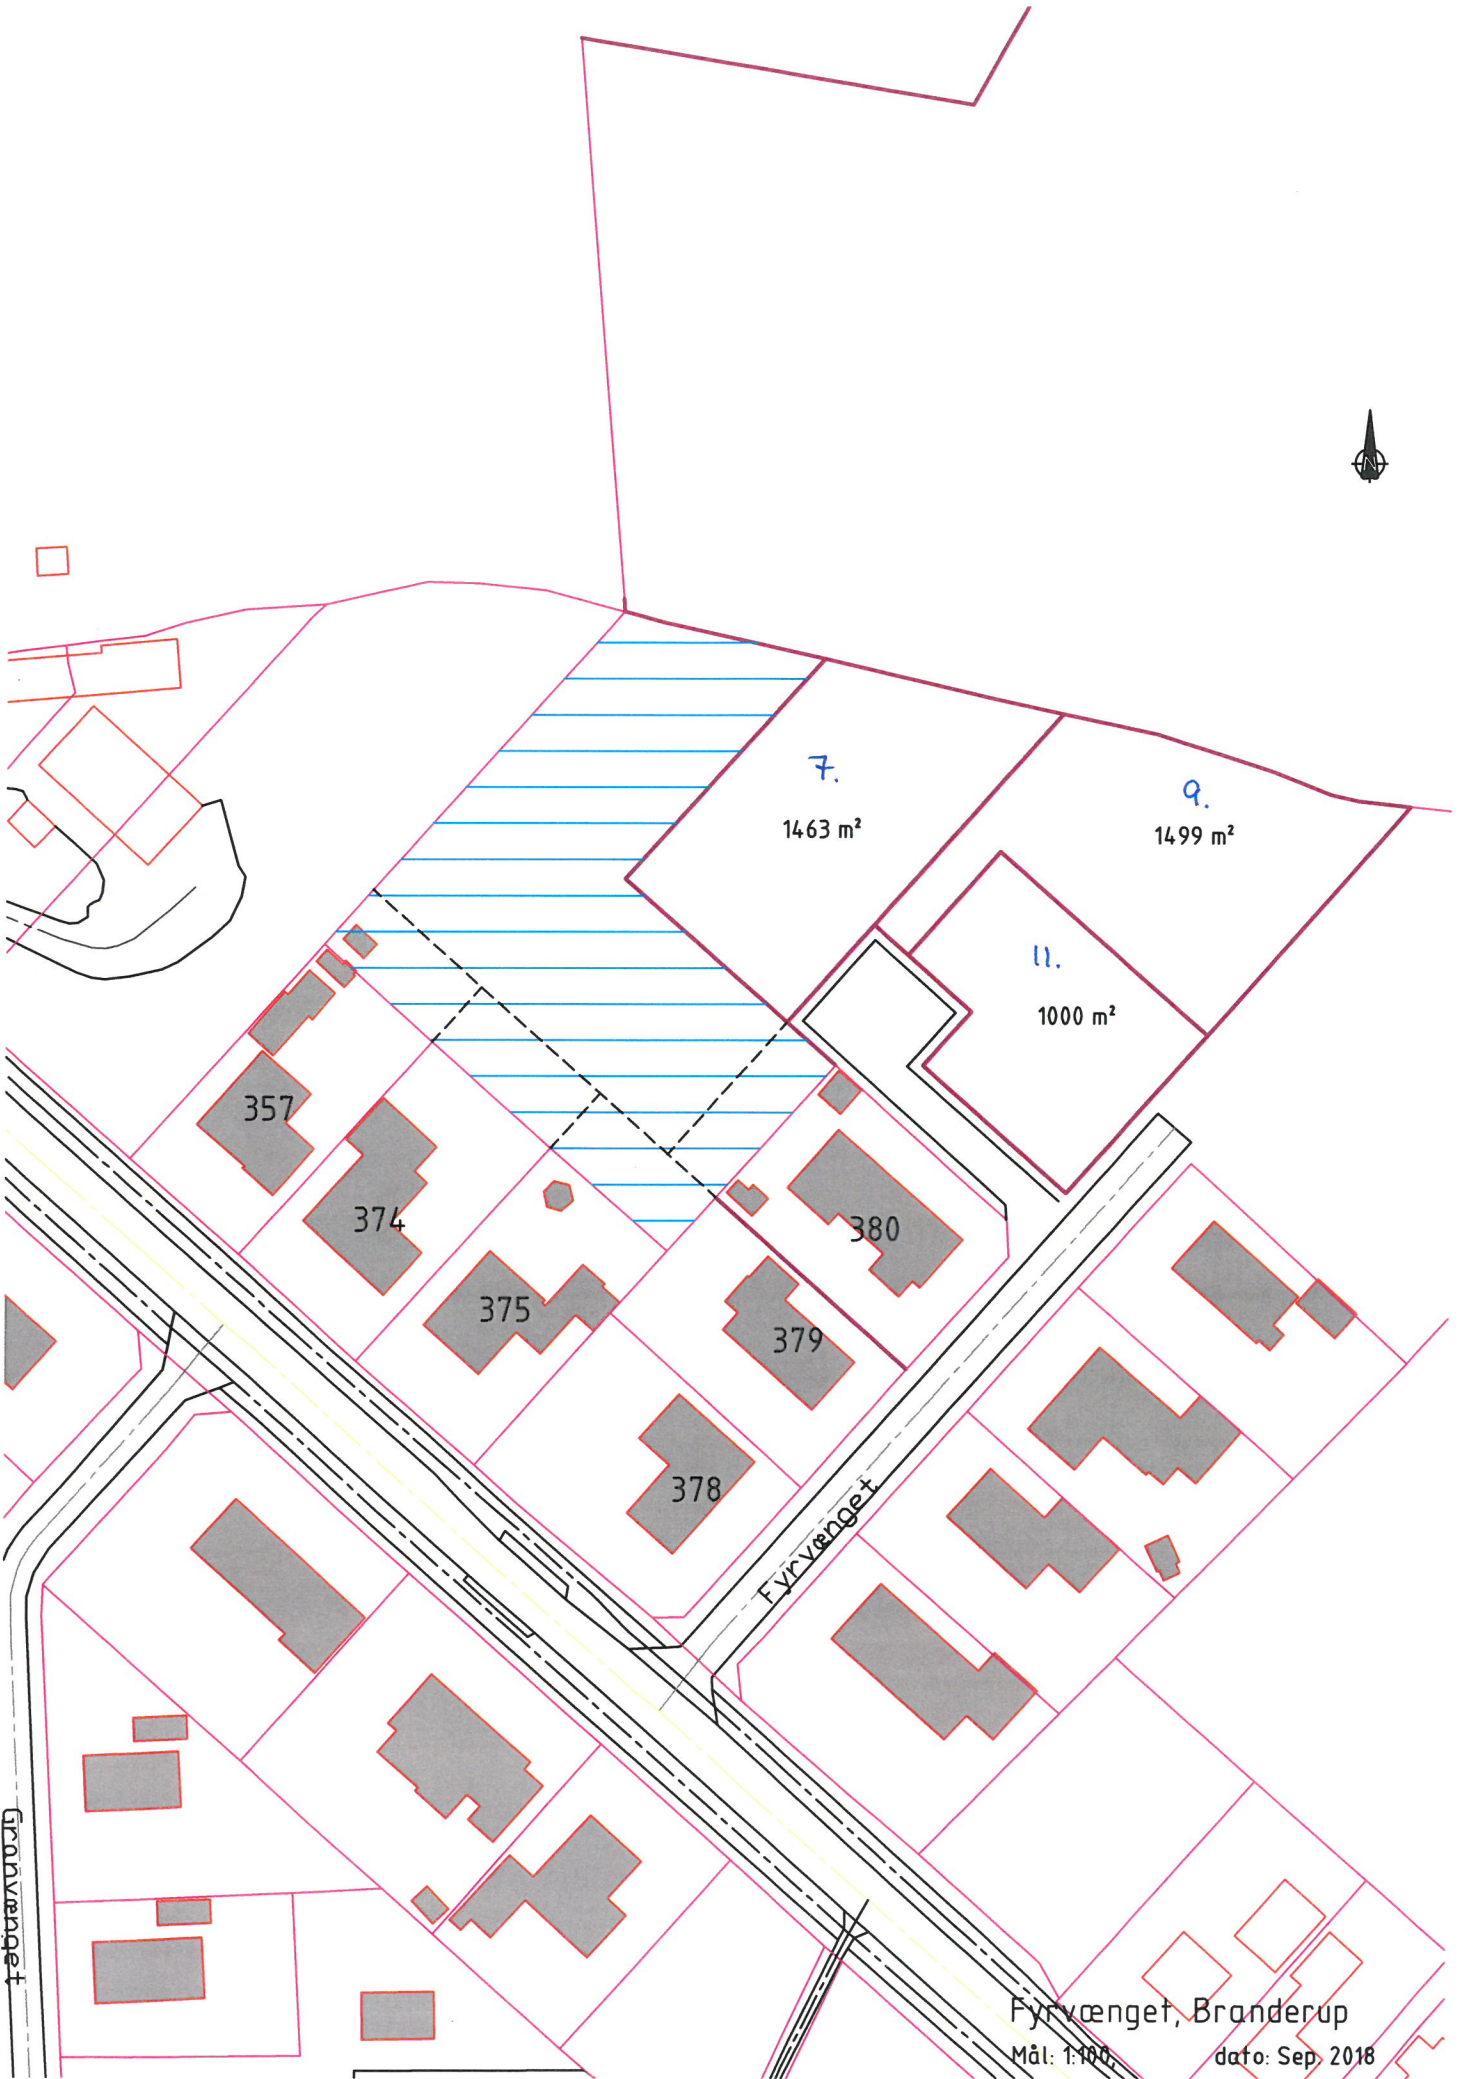 N
7.
1463 m²
9.
1499 m²
11.
1000 m²
357
374
380
375
379
378
Fyrvænget
Granvænget
Fyrvænget, Branderup
Mål: 1:100,
dato: Sep. 2018